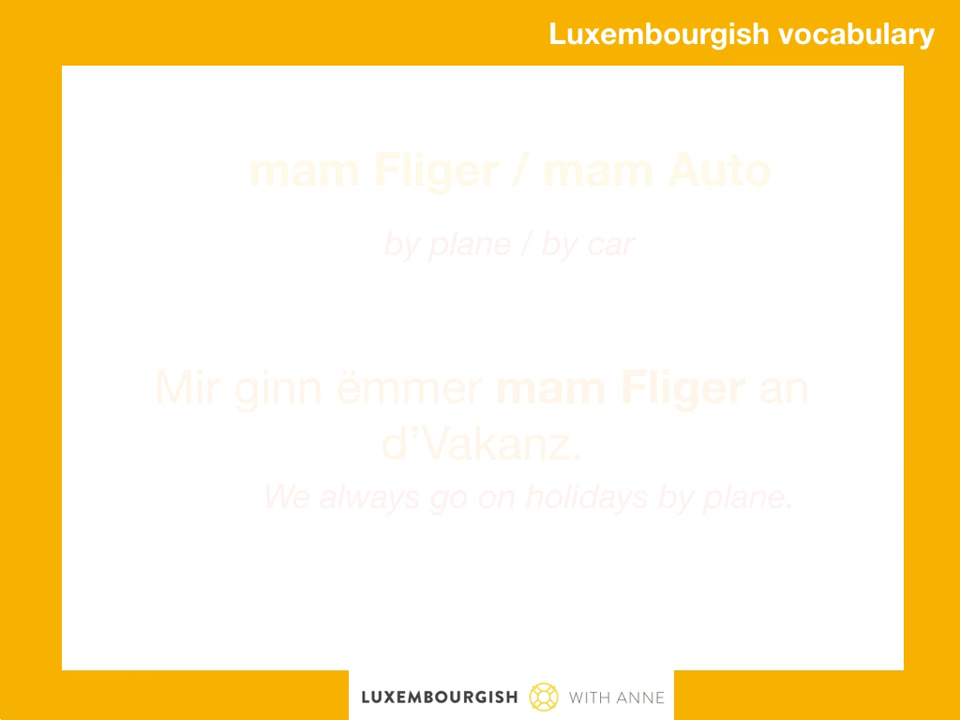 Luxembourgish vocabulary
mam Fliger / mam Auto
by plane / by car
Mir ginn ëmmer mam Fliger an
d’Vakanz.
We always go on holidays by plane.
LUXEMBOURGISH WITH ANNE